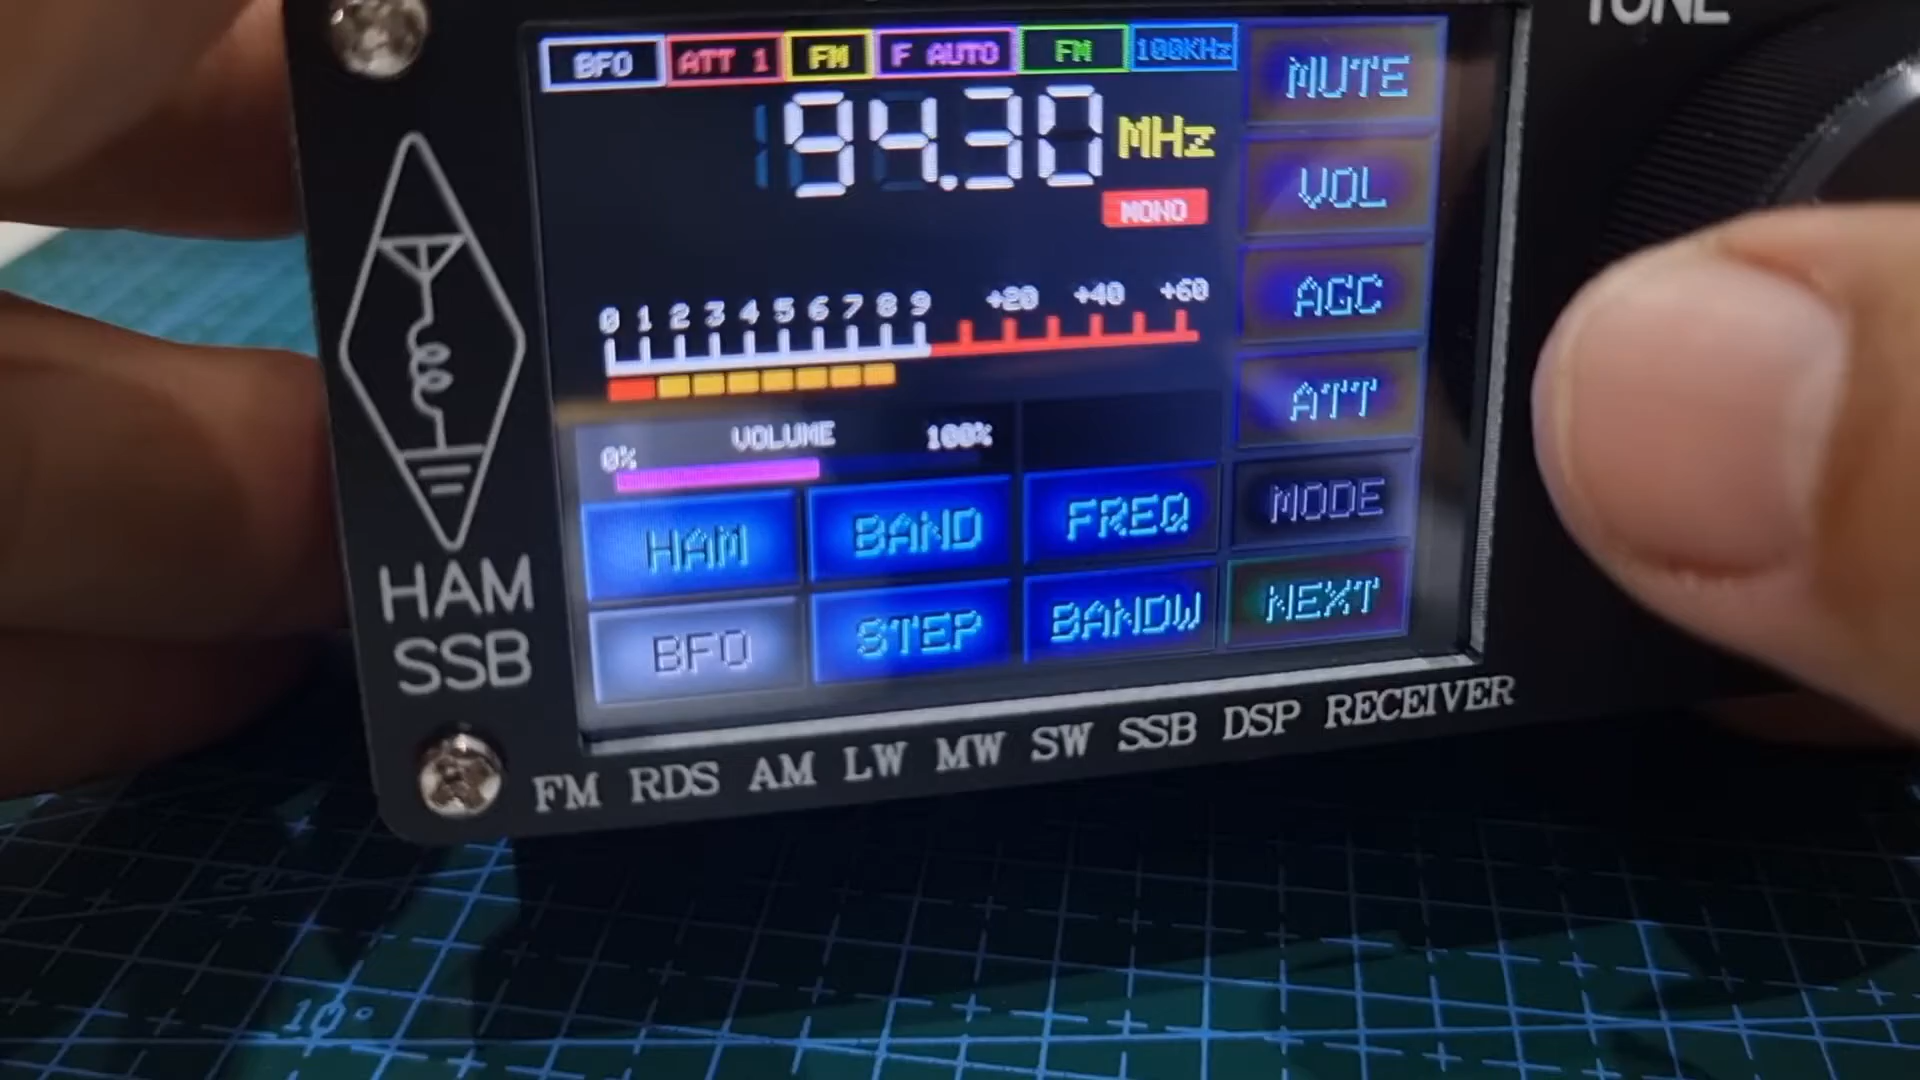 TUNE
BFO ATT 1 FM F AUTO FM 100KHz
94.30 MHz
MONO
0 1 2 3 4 5 6 7 8 9 +20 +40 +60
0% VOLUME 100%
HAM BAND FREQ
BFO STEP BANDW
MUTE
VOL
AGC
ATT
MODE
NEXT
HAM
SSB
FM RDS AM LW MW SW SSB DSP RECEIVER
10°